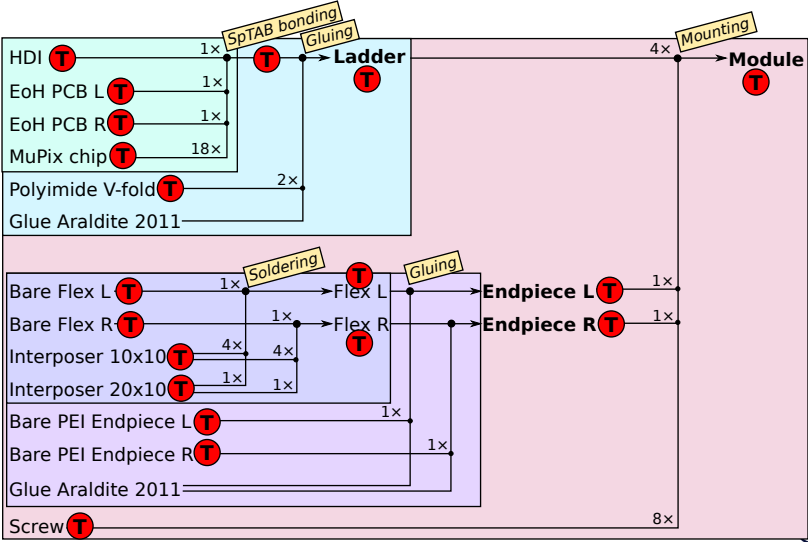 SpTAB bonding
Gluing
Mounting
HDI T 1× T Ladder 4× Module
T T
EoH PCB L T 1×
EoH PCB R T 1×
MuPix chip T 18×
Polyimide V-fold T 2×
Glue Araldite 2011
Soldering
Gluing
T
Bare Flex L T 1× Flex L Endpiece L T 1×
Bare Flex R T 1× Flex R Endpiece R T 1×
T
Interposer 10x10 T 4× 4×
Interposer 20x10 T 1× 1×
Bare PEI Endpiece L T 1×
Bare PEI Endpiece R T 1×
Glue Araldite 2011
Screw T 8×